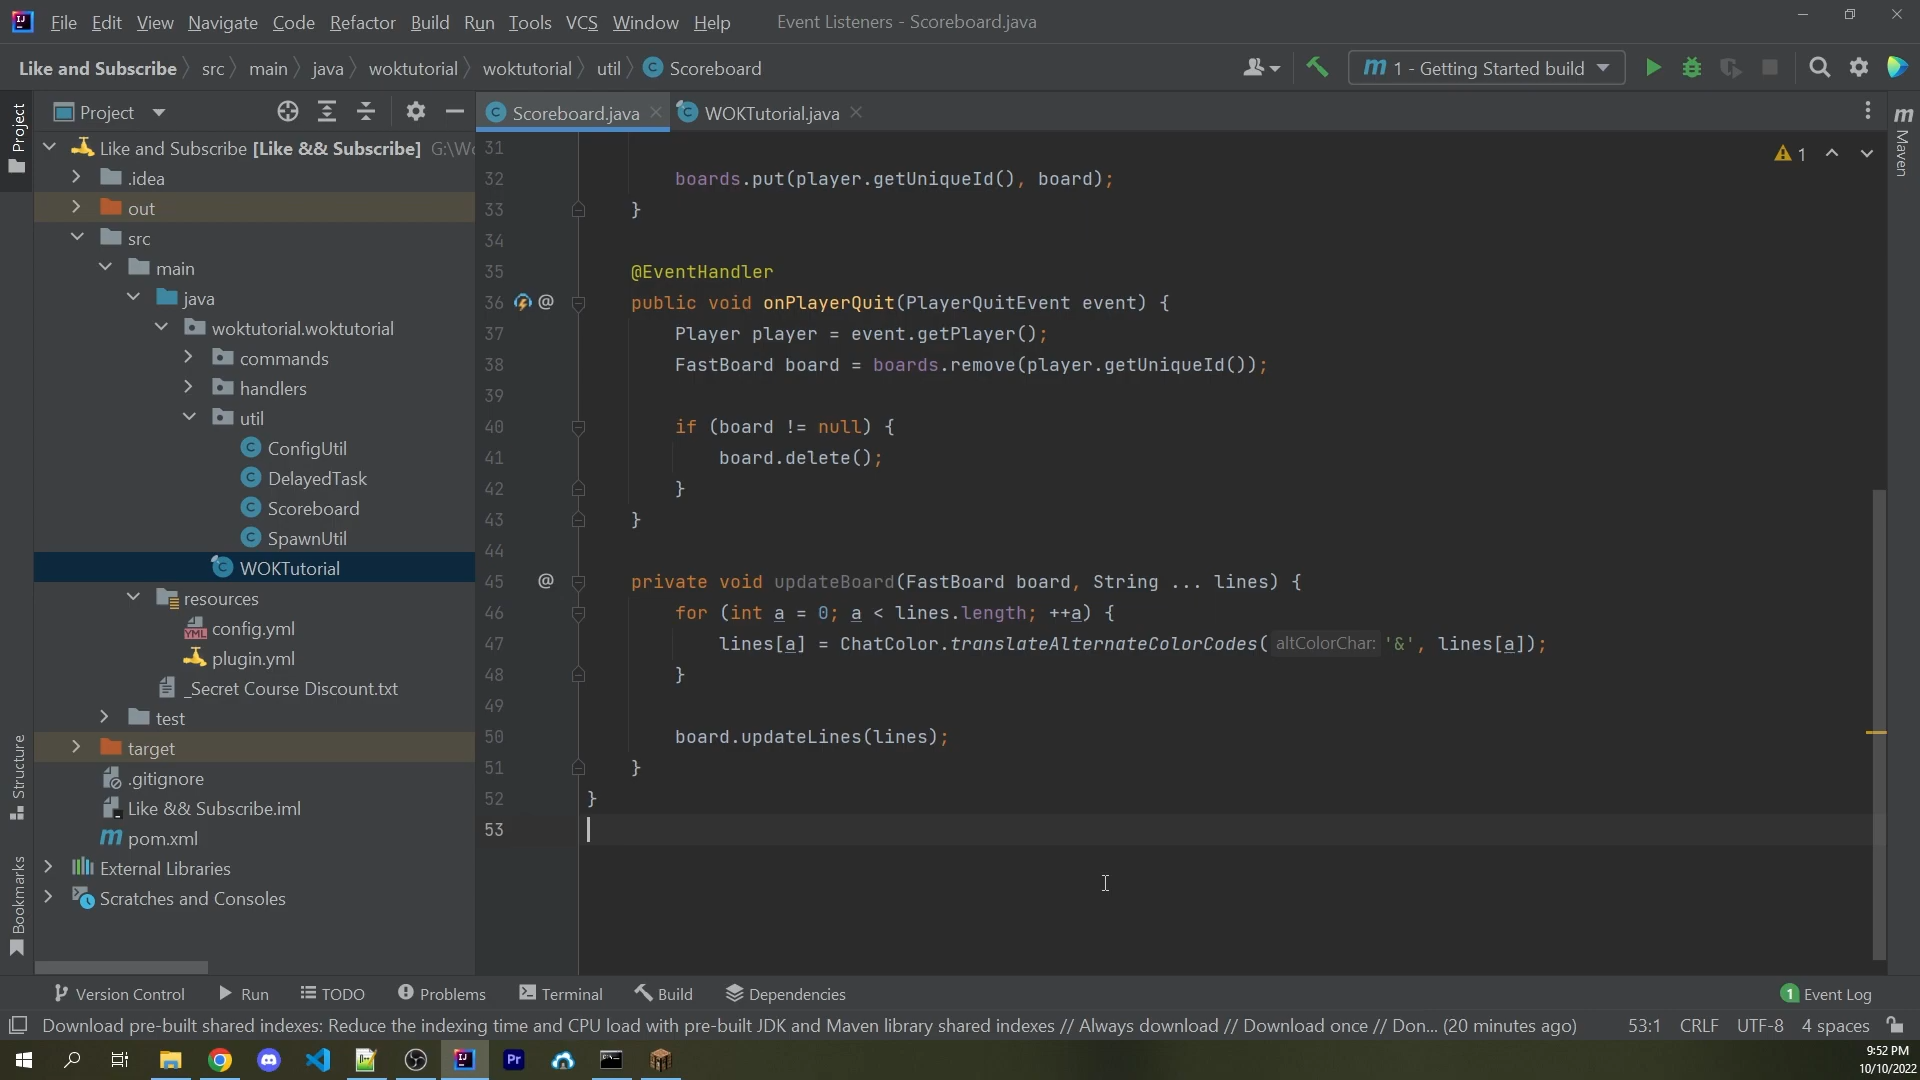 File Edit View Navigate Code Refactor Build Run Tools VCS Window Help Event Listeners - Scoreboard.java
Like and Subscribe src main java woktutorial woktutorial util Scoreboard 1 - Getting Started build
Project
Scoreboard.java WOKTutorial.java
Project
Structure
Bookmarks
Like and Subscribe [Like && Subscribe] G:\Wo
.idea
out
src
main
java
woktutorial.woktutorial
commands
handlers
util
ConfigUtil
DelayedTask
Scoreboard
SpawnUtil
WOKTutorial
resources
config.yml
plugin.yml
_Secret Course Discount.txt
test
target
.gitignore
Like && Subscribe.iml
pom.xml
External Libraries
Scratches and Consoles
31
32 boards.put(player.getUniqueId(), board);
33 }
34
35 @EventHandler
36 public void onPlayerQuit(PlayerQuitEvent event) {
37 Player player = event.getPlayer();
38 FastBoard board = boards.remove(player.getUniqueId());
39
40 if (board != null) {
41 board.delete();
42 }
43 }
44
45 private void updateBoard(FastBoard board, String ... lines) {
46 for (int a = 0; a < lines.length; ++a) {
47 lines[a] = ChatColor.translateAlternateColorCodes( altColorChar: '&', lines[a]);
48 }
49
50 board.updateLines(lines);
51 }
52 }
53
1
Maven
Version Control Run TODO Problems Terminal Build Dependencies 1 Event Log
Download pre-built shared indexes: Reduce the indexing time and CPU load with pre-built JDK and Maven library shared indexes // Always download // Download once // Don... (20 minutes ago) 53:1 CRLF UTF-8 4 spaces
9:52 PM
10/10/2022